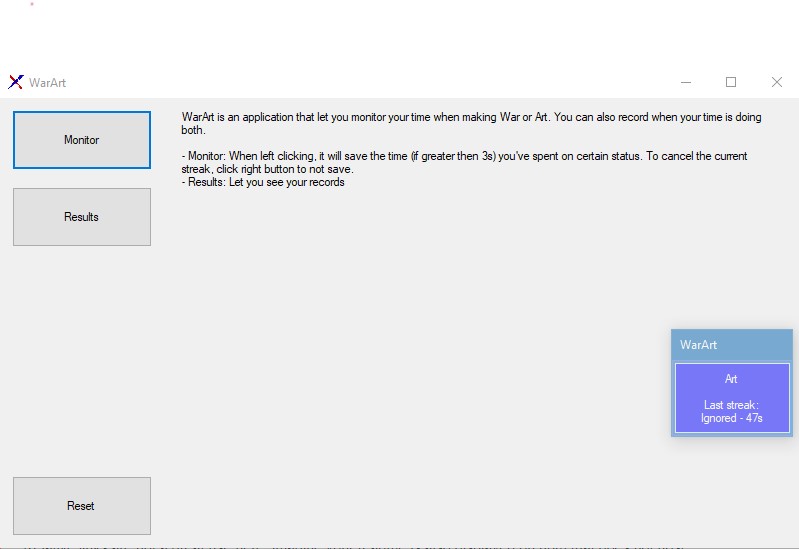 WarArt
Monitor
WarArt is an application that let you monitor your time when making War or Art. You can also record when your time is doing
both.
- Monitor: When left clicking, it will save the time (if greater then 3s) you've spent on certain status. To cancel the current
streak, click right button to not save.
- Results: Let you see your records
Results
WarArt
Art
Last streak:
Ignored - 47s
Reset